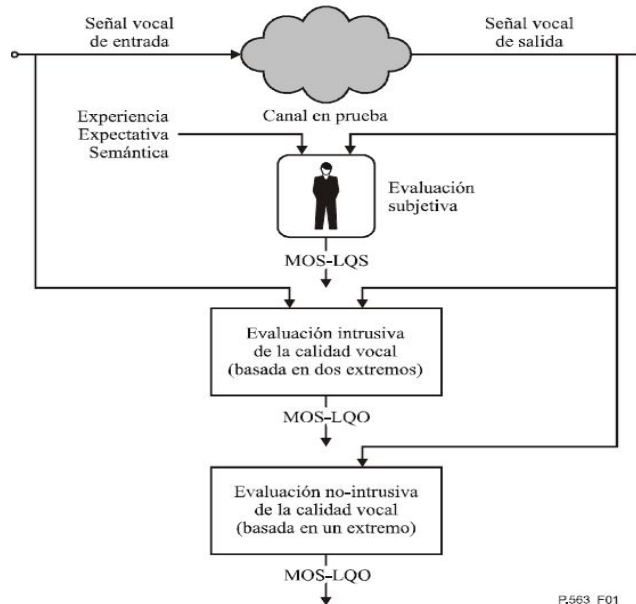 Señal vocal
de entrada
Señal vocal
de salida
Canal en prueba
Experiencia
Expectativa
Semántica
Evaluación
subjetiva
MOS-LQS
Evaluación intrusiva
de la calidad vocal
(basada en dos extremos)
MOS-LQO
Evaluación no-intrusiva
de la calidad vocal
(basada en un extremo)
MOS-LQO
P.563_F01